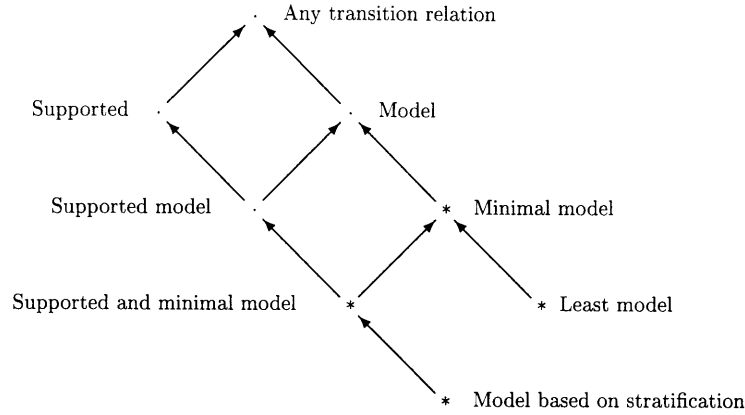 Any transition relation
Supported
Model
Supported model
* Minimal model
Supported and minimal model *
* Least model
* Model based on stratification